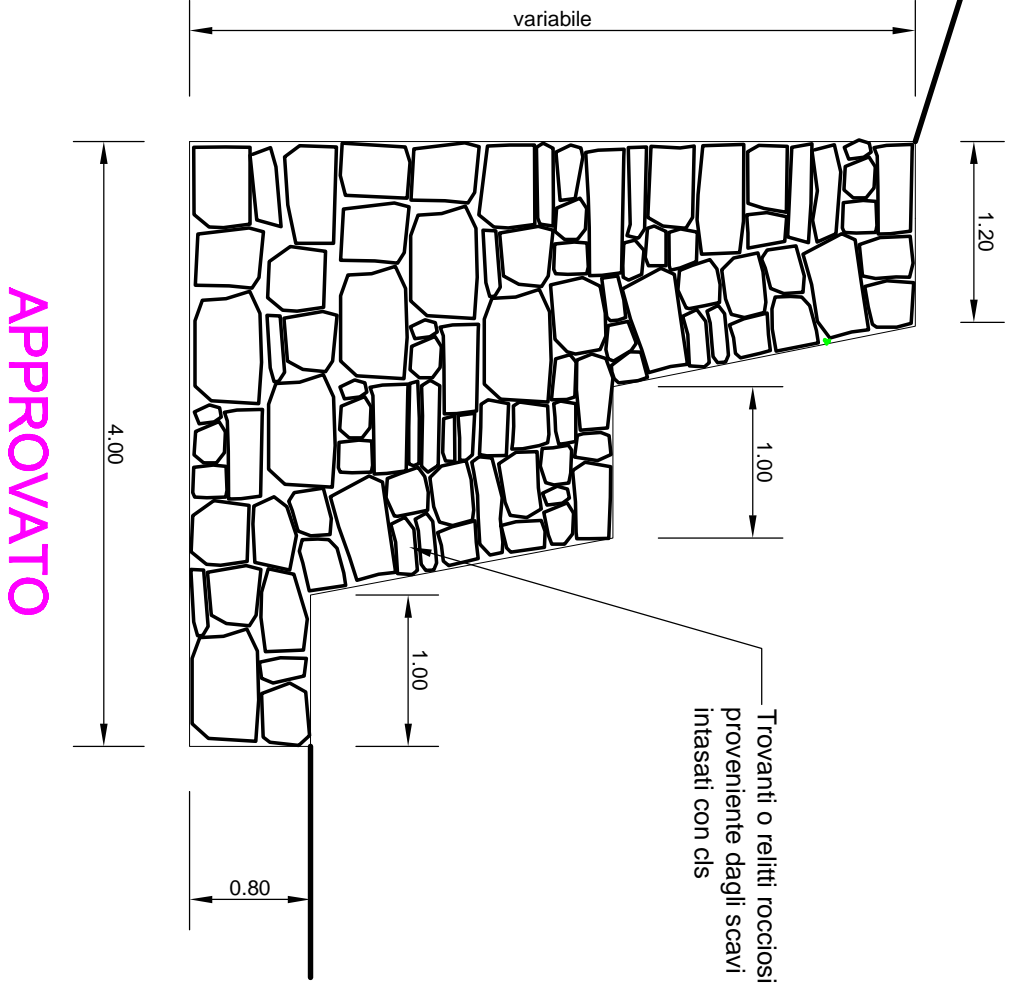 variabile
1.20
1.00
4.00
1.00
0.80
Trovanti o relitti rocciosi
proveniente dagli scavi
intasati con cls
APPROVATO